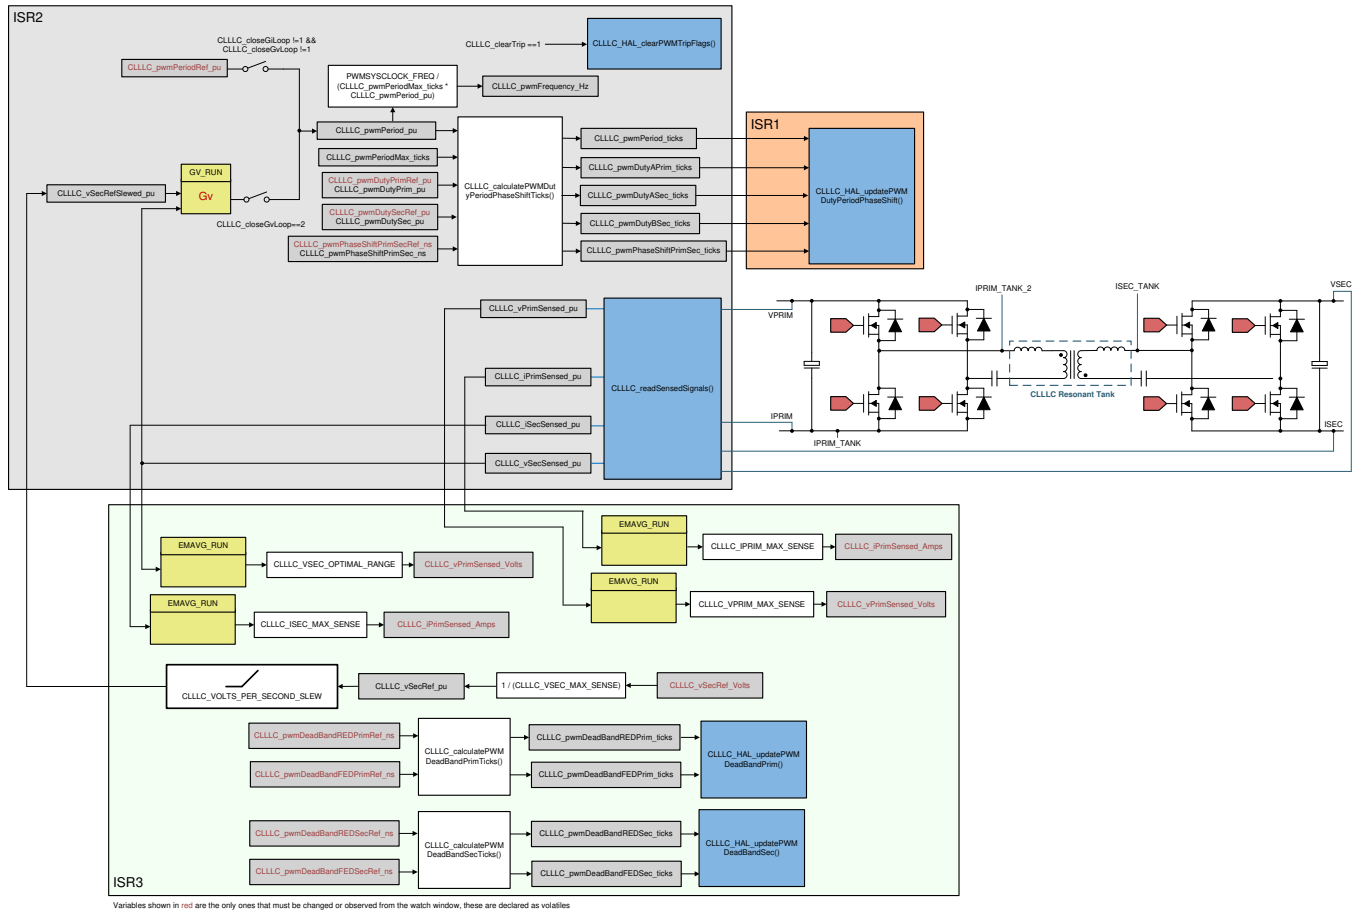 ISR2
CLLLC_closeGiLoop !=1 &&
CLLLC_closeGvLoop !=1
CLLLC_pwmPeriodRef_pu
CLLLC_clearTrip ==1
CLLLC_HAL_clearPWMTripFlags()
PWMSYSCLOCK_FREQ /
(CLLLC_pwmPeriodMax_ticks *
CLLLC_pwmPeriod_pu)
CLLLC_pwmFrequency_Hz
CLLLC_pwmPeriod_pu
CLLLC_pwmPeriodMax_ticks
CLLLC_pwmDutyPrimRef_pu
CLLLC_pwmDutyPrim_pu
CLLLC_pwmDutySecRef_pu
CLLLC_pwmDutySec_pu
CLLLC_pwmPhaseShiftPrimSecRef_ns
CLLLC_pwmPhaseShiftPrimSec_ns
CLLLC_calculatePWMDut
yPeriodPhaseShiftTicks()
CLLLC_pwmPeriod_ticks
CLLLC_pwmDutyAPrim_ticks
CLLLC_pwmDutyASec_ticks
CLLLC_pwmDutyBSec_ticks
CLLLC_pwmPhaseShiftPrimSec_ticks
ISR1
CLLLC_HAL_updatePWM
DutyPeriodPhaseShift()
GV_RUN
Gv
CLLLC_vSecRefSlewed_pu
CLLLC_closeGvLoop==2
CLLLC_vPrimSensed_pu
CLLLC_iPrimSensed_pu
CLLLC_iSecSensed_pu
CLLLC_vSecSensed_pu
CLLLC_readSensedSignals()
VPRIM
IPRIM
IPRIM_TANK
IPRIM_TANK_2
ISEC_TANK
VSEC
CLLLC Resonant Tank
ISEC
EMAVG_RUN
CLLLC_IPRIM_MAX_SENSE
CLLLC_iPrimSensed_Amps
EMAVG_RUN
CLLLC_VSEC_OPTIMAL_RANGE
CLLLC_vPrimSensed_Volts
EMAVG_RUN
CLLLC_VPRIM_MAX_SENSE
CLLLC_vPrimSensed_Volts
EMAVG_RUN
CLLLC_ISEC_MAX_SENSE
CLLLC_iPrimSensed_Amps
CLLLC_VOLTS_PER_SECOND_SLEW
CLLLC_vSecRef_pu
1 / (CLLLC_VSEC_MAX_SENSE)
CLLLC_vSecRef_Volts
CLLLC_pwmDeadBandREDPrimRef_ns
CLLLC_pwmDeadBandFEDPrimRef_ns
CLLLC_calculatePWM
DeadBandPrimTicks()
CLLLC_pwmDeadBandREDPrim_ticks
CLLLC_pwmDeadBandFEDPrim_ticks
CLLLC_HAL_updatePWM
DeadBandPrim()
CLLLC_pwmDeadBandREDSecRef_ns
CLLLC_pwmDeadBandFEDSecRef_ns
CLLLC_calculatePWM
DeadBandSecTicks()
CLLLC_pwmDeadBandREDSec_ticks
CLLLC_pwmDeadBandFEDSec_ticks
CLLLC_HAL_updatePWM
DeadBandSec()
ISR3
Variables shown in red are the only ones that must be changed or observed from the watch window, these are declared as volatiles